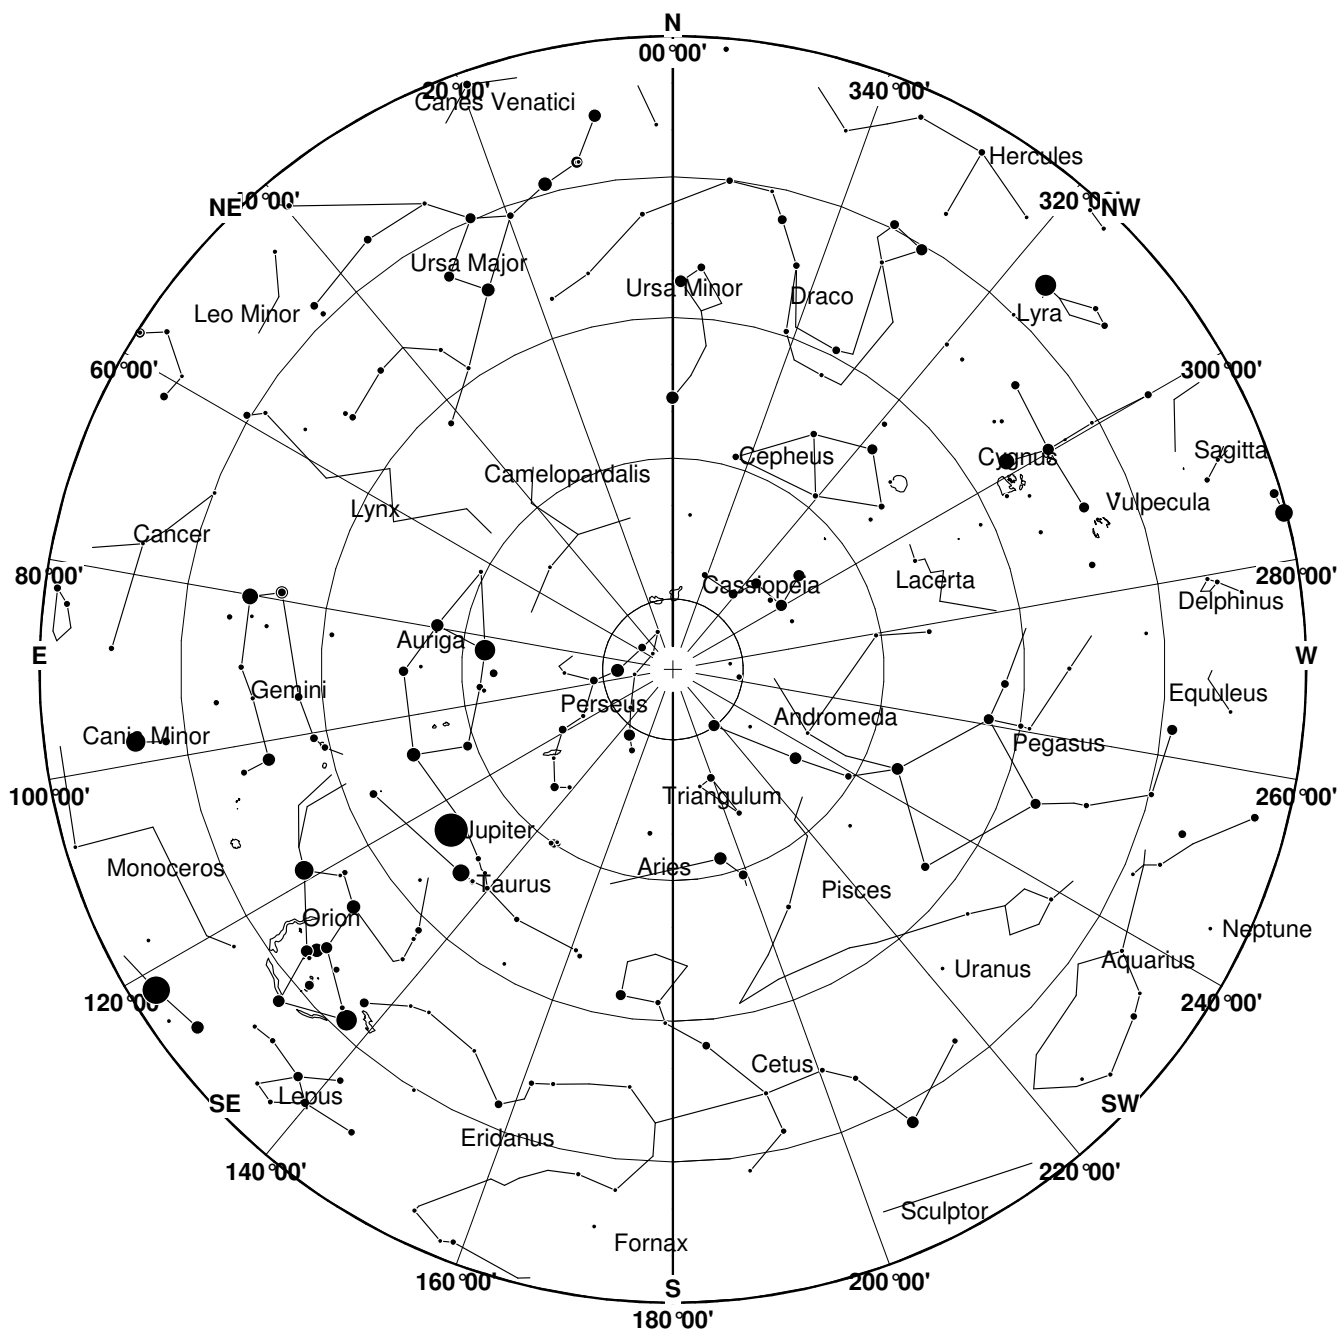 N
00°00'
20°00'
340°00'
Canes Venatici
Hercules
NE
0°00'
320°0
NW
Ursa Major
Ursa Minor
Draco
Leo Minor
Lyra
60°00'
300°00'
Cepheus
Cygnus
Sagitta
Camelopardalis
Lynx
Vulpecula
Cancer
80°00'
Cassiopeia
Lacerta
280°00'
Delphinus
Auriga
E
W
Gemini
Perseus
Equuleus
Andromeda
Canis Minor
Pegasus
100°00'
Triangulum
260°00'
Jupiter
Monoceros
Aries
Taurus
Pisces
Orion
Neptune
Uranus
Aquarius
120°00'
240°00'
Cetus
SE
Lepus
SW
Eridanus
140°00'
220°00'
Sculptor
Fornax
160°00'
S
200°00'
180°00'